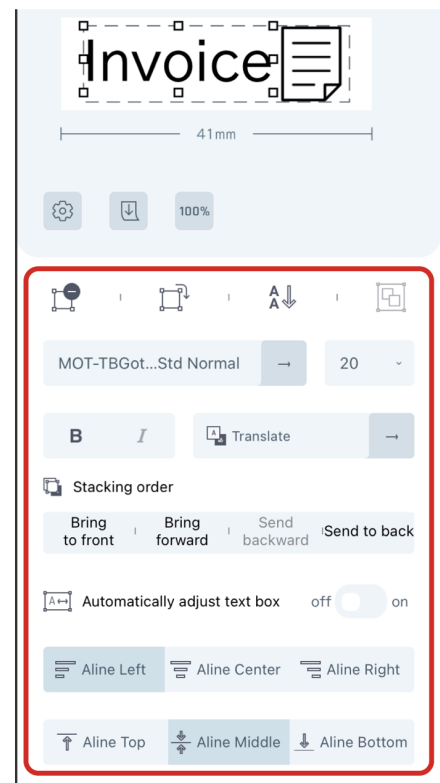 Invoice
41mm
100%
A
A
MOT-TBGot...Std Normal → 20
B I A Translate →
Stacking order
Bring to front Bring forward Send backward Send to back
A Automatically adjust text box off on
Aline Left Aline Center Aline Right
Aline Top Aline Middle Aline Bottom